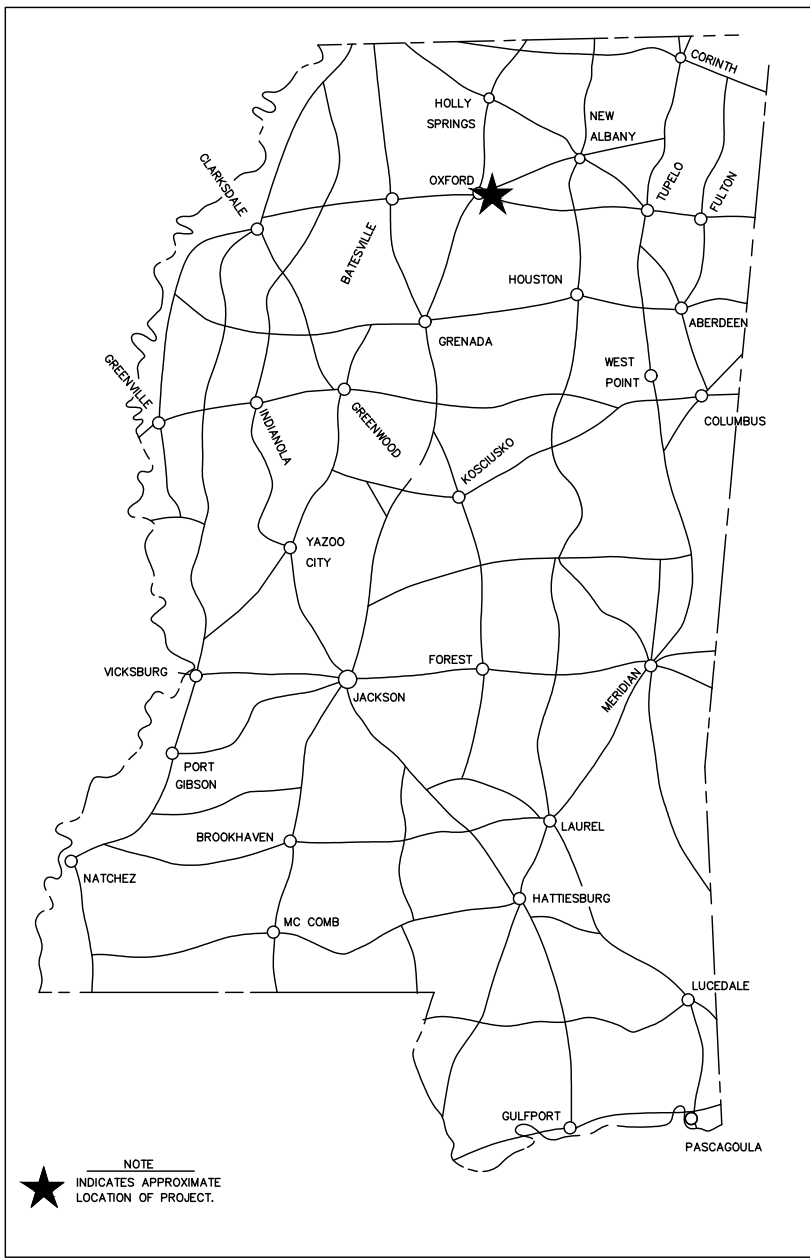 CORINTH
HOLLY
SPRINGS
NEW
ALBANY
CLARKSDALE
OXFORD
TUPELO
FULTON
BATESVILLE
HOUSTON
ABERDEEN
GRENADA
GREENVILLE
WEST
POINT
INDIANOLA
GREENWOOD
COLUMBUS
KOSCIUSKO
YAZOO
CITY
VICKSBURG
FOREST
JACKSON
MERIDIAN
PORT
GIBSON
BROOKHAVEN
LAUREL
NATCHEZ
HATTIESBURG
MC COMB
LUCEDALE
GULFPORT
PASCAGOULA
NOTE
INDICATES APPROXIMATE
LOCATION OF PROJECT.